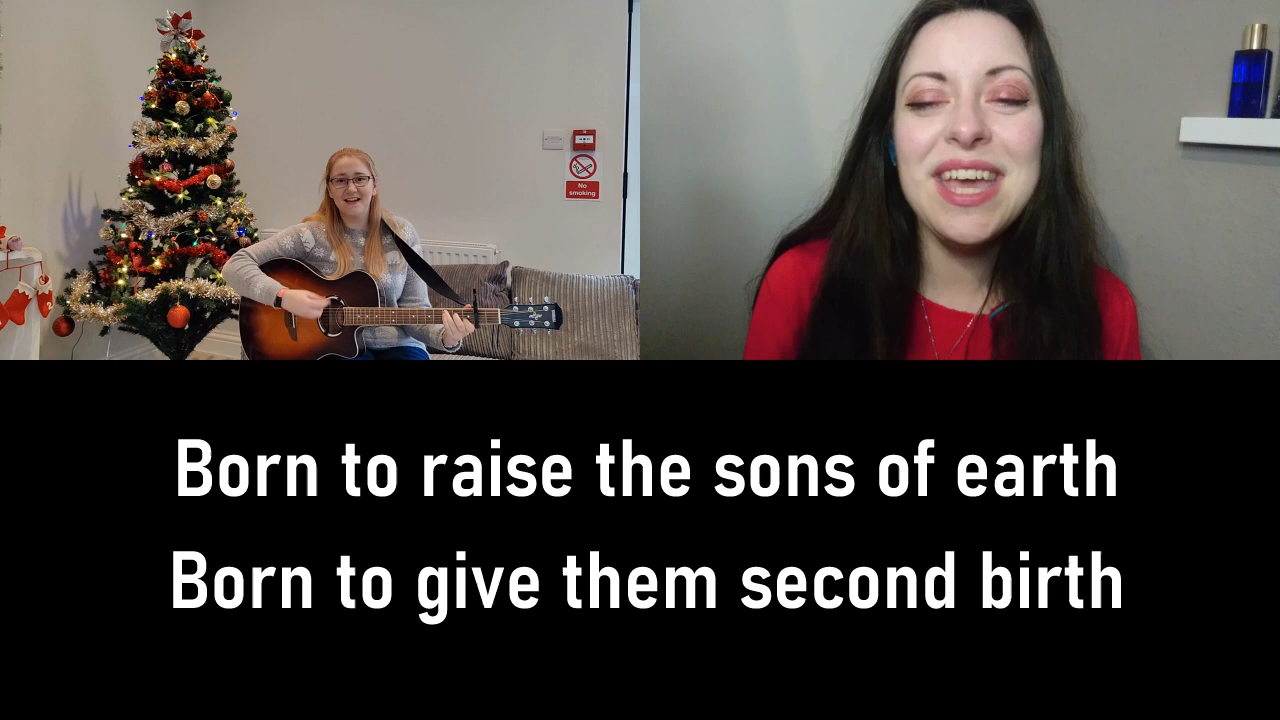 No
smoking
Born to raise the sons of earth
Born to give them second birth